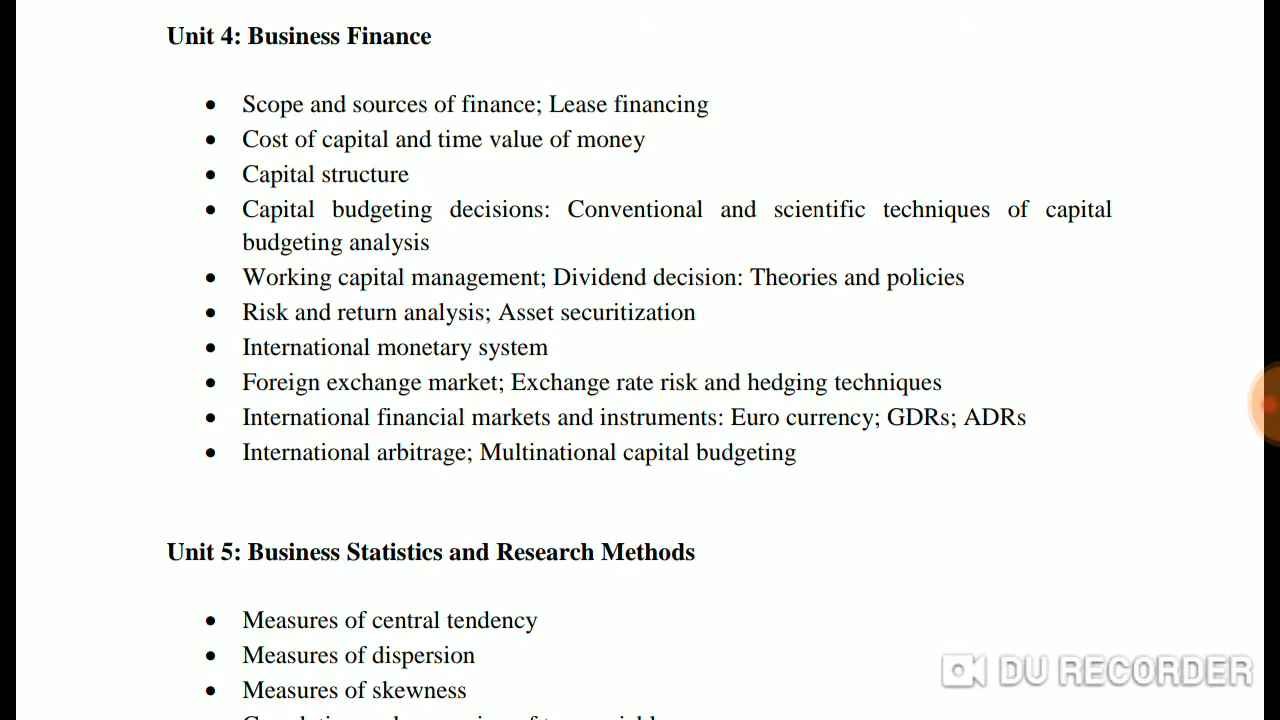 Unit 4: Business Finance
• Scope and sources of finance; Lease financing
• Cost of capital and time value of money
• Capital structure
• Capital budgeting decisions: Conventional and scientific techniques of capital
budgeting analysis
• Working capital management; Dividend decision: Theories and policies
• Risk and return analysis; Asset securitization
• International monetary system
• Foreign exchange market; Exchange rate risk and hedging techniques
• International financial markets and instruments: Euro currency; GDRs; ADRs
• International arbitrage; Multinational capital budgeting
Unit 5: Business Statistics and Research Methods
• Measures of central tendency
• Measures of dispersion
• Measures of skewness
DU RECORDER